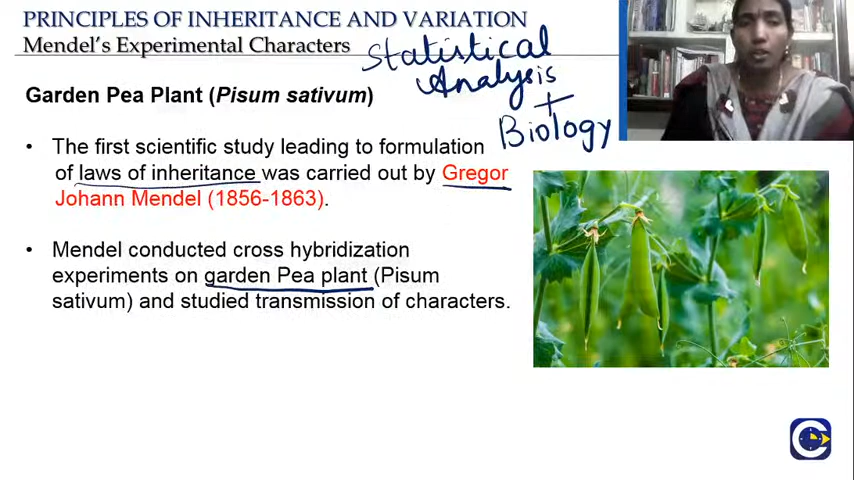 PRINCIPLES OF INHERITANCE AND VARIATION
Mendel's Experimental Characters
Statistical
Analysis
+
Biology
Garden Pea Plant (Pisum sativum)
• The first scientific study leading to formulation
of laws of inheritance was carried out by Gregor
Johann Mendel (1856-1863).
• Mendel conducted cross hybridization
experiments on garden Pea plant (Pisum
sativum) and studied transmission of characters.